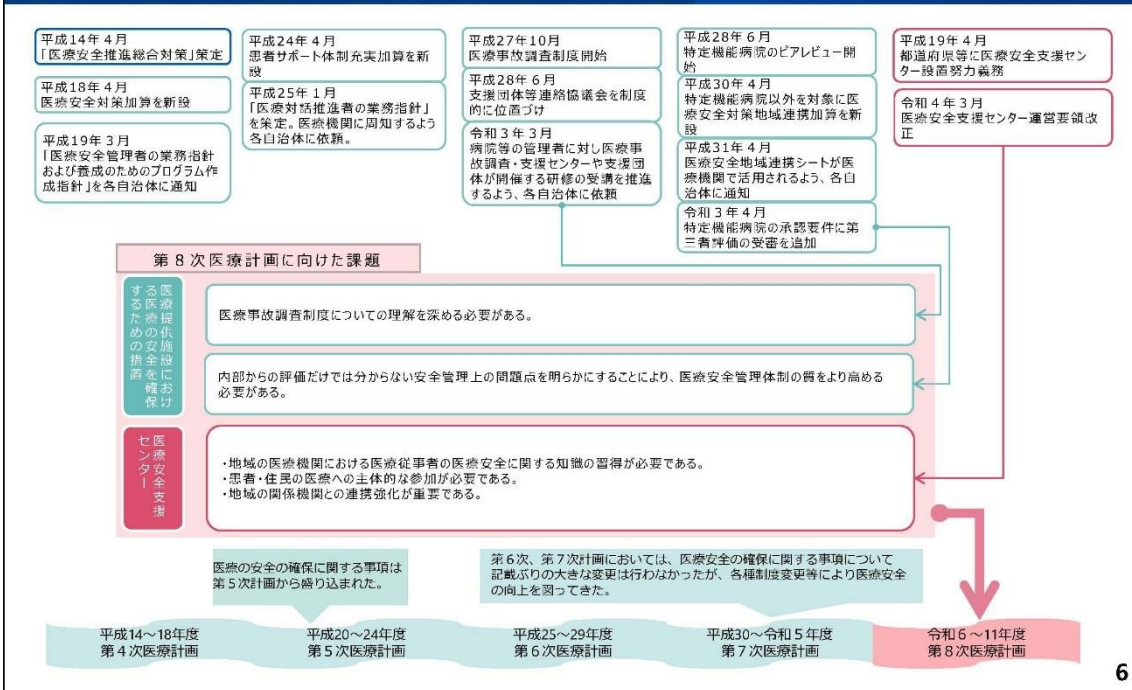 平成14年4月
「医療安全推進総合対策」策定
平成18年4月
医療安全対策加算を新設
平成19年3月
「医療安全管理者の業務指針
および養成のためのプログラム作
成指針」を各自治体に通知
平成24年4月
患者サポート体制充実加算を新
設
平成25年1月
「医療対話推進者の業務指針」
を策定。医療機関に周知するよう
各自治体に依頼。
平成27年10月
医療事故調査制度開始
平成28年6月
支援団体等連絡協議会を制度
的に位置づけ
令和3年3月
病院等の管理者に対し医療事
故調査・支援センターや支援団
体が開催する研修の受講を推進
するよう、各自治体に依頼
平成28年6月
特定機能病院のピアレビュー開
始
平成30年4月
特定機能病院以外を対象に医
療安全対策地域連携加算を新
設
平成31年4月
医療安全地域連携シートが医
療機関で活用されるよう、各自
治体に通知
令和3年4月
特定機能病院の承認要件に第
三者評価の受審を追加
平成19年4月
都道府県等に医療安全支援セン
ター設置努力義務
令和4年3月
医療安全支援センター運営要領改
正
第8次医療計画に向けた課題
医療提供施設におけ
る医療の安全を確保
するための措置
医療事故調査制度についての理解を深める必要がある。
内部からの評価だけでは分からない安全管理上の問題点を明らかにすることにより、医療安全管理体制の質をより高める
必要がある。
医療安全支援
センター
・地域の医療機関における医療従事者の医療安全に関する知識の習得が必要である。
・患者・住民の医療への主体的な参加が必要である。
・地域の関係機関との連携強化が重要である。
医療の安全の確保に関する事項は
第5次計画から盛り込まれた。
第6次、第7次計画においては、医療安全の確保に関する事項について
記載ぶりの大きな変更は行わなかったが、各種制度変更等により医療安全
の向上を図ってきた。
平成14～18年度
第4次医療計画
平成20～24年度
第5次医療計画
平成25～29年度
第6次医療計画
平成30～令和5年度
第7次医療計画
令和6～11年度
第8次医療計画
6